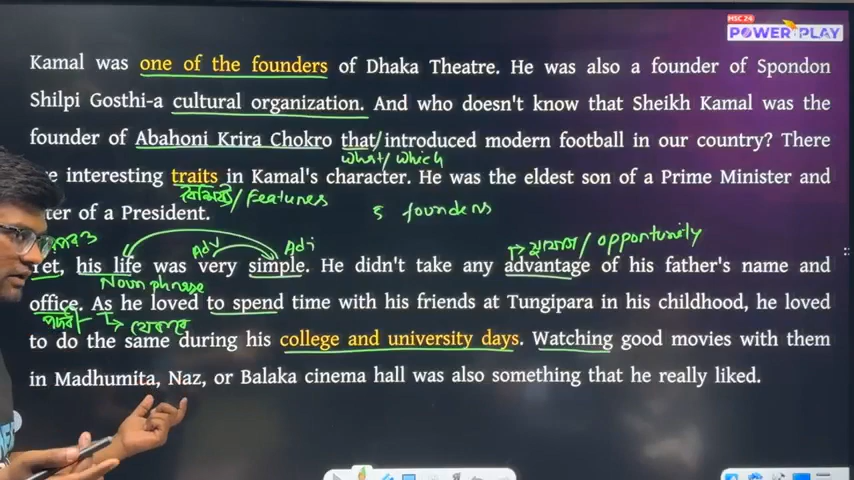 HSC 24
POWER PLAY
Kamal was one of the founders of Dhaka Theatre. He was also a founder of Spondon
Shilpi Gosthi-a cultural organization. And who doesn't know that Sheikh Kamal was the
founder of Abahoni Krira Chokro that/introduced modern football in our country? There
what/which
interesting traits in Kamal's character. He was the eldest son of a Prime Minister and
বৈশিষ্ট্য/Features
of a President.
5 founders
Adv Adj
সুযোগ/opportunity
Yet, his life was very simple. He didn't take any advantage of his father's name and
Noun phrase
office. As he loved to spend time with his friends at Tungipara in his childhood, he loved
পদবী যেভাবে
to do the same during his college and university days. Watching good movies with them
in Madhumita, Naz, or Balaka cinema hall was also something that he really liked.